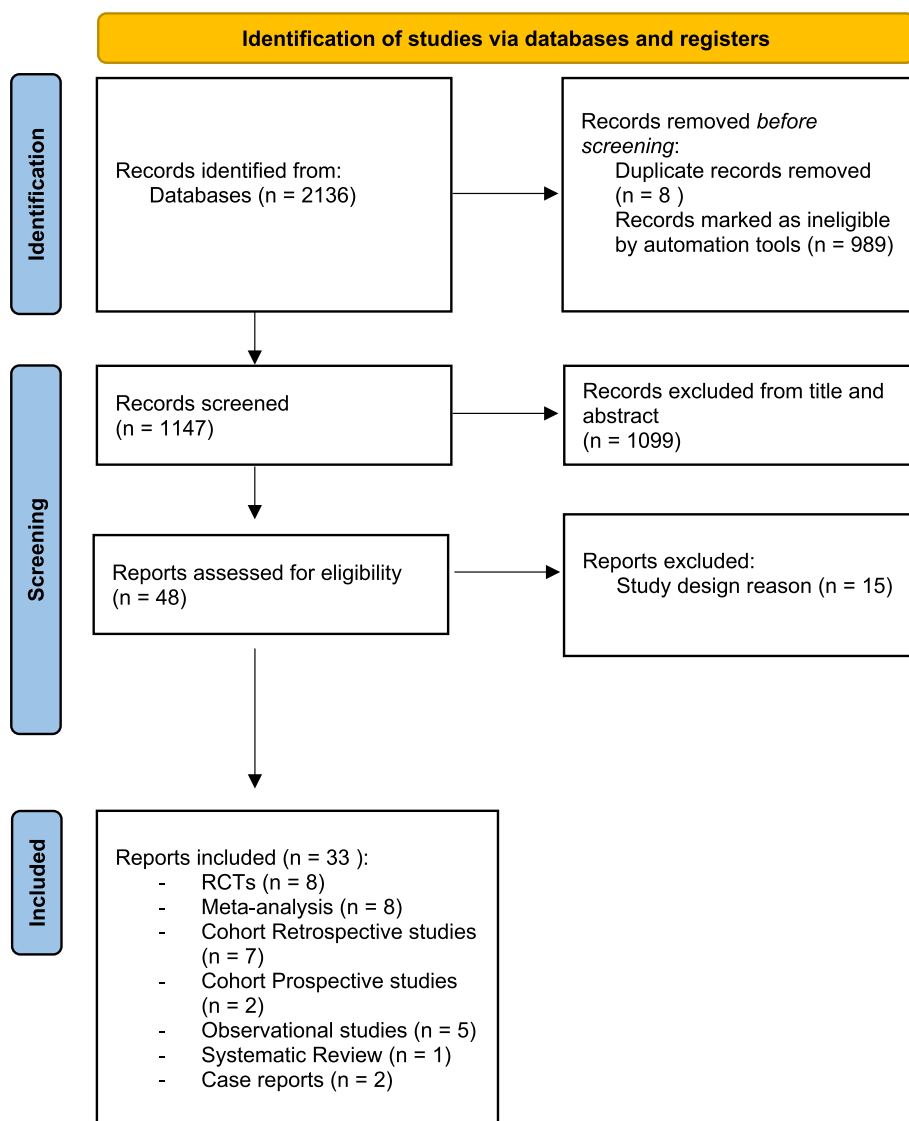 Identification of studies via databases and registers
Identification
Records identified from:
Databases (n = 2136)
Records removed before
screening:
Duplicate records removed
(n = 8 )
Records marked as ineligible
by automation tools (n = 989)
Screening
Records screened
(n = 1147)
Records excluded from title and
abstract
(n = 1099)
Reports assessed for eligibility
(n = 48)
Reports excluded:
Study design reason (n = 15)
Included
Reports included (n = 33 ):
- RCTs (n = 8)
- Meta-analysis (n = 8)
- Cohort Retrospective studies
(n = 7)
- Cohort Prospective studies
(n = 2)
- Observational studies (n = 5)
- Systematic Review (n = 1)
- Case reports (n = 2)